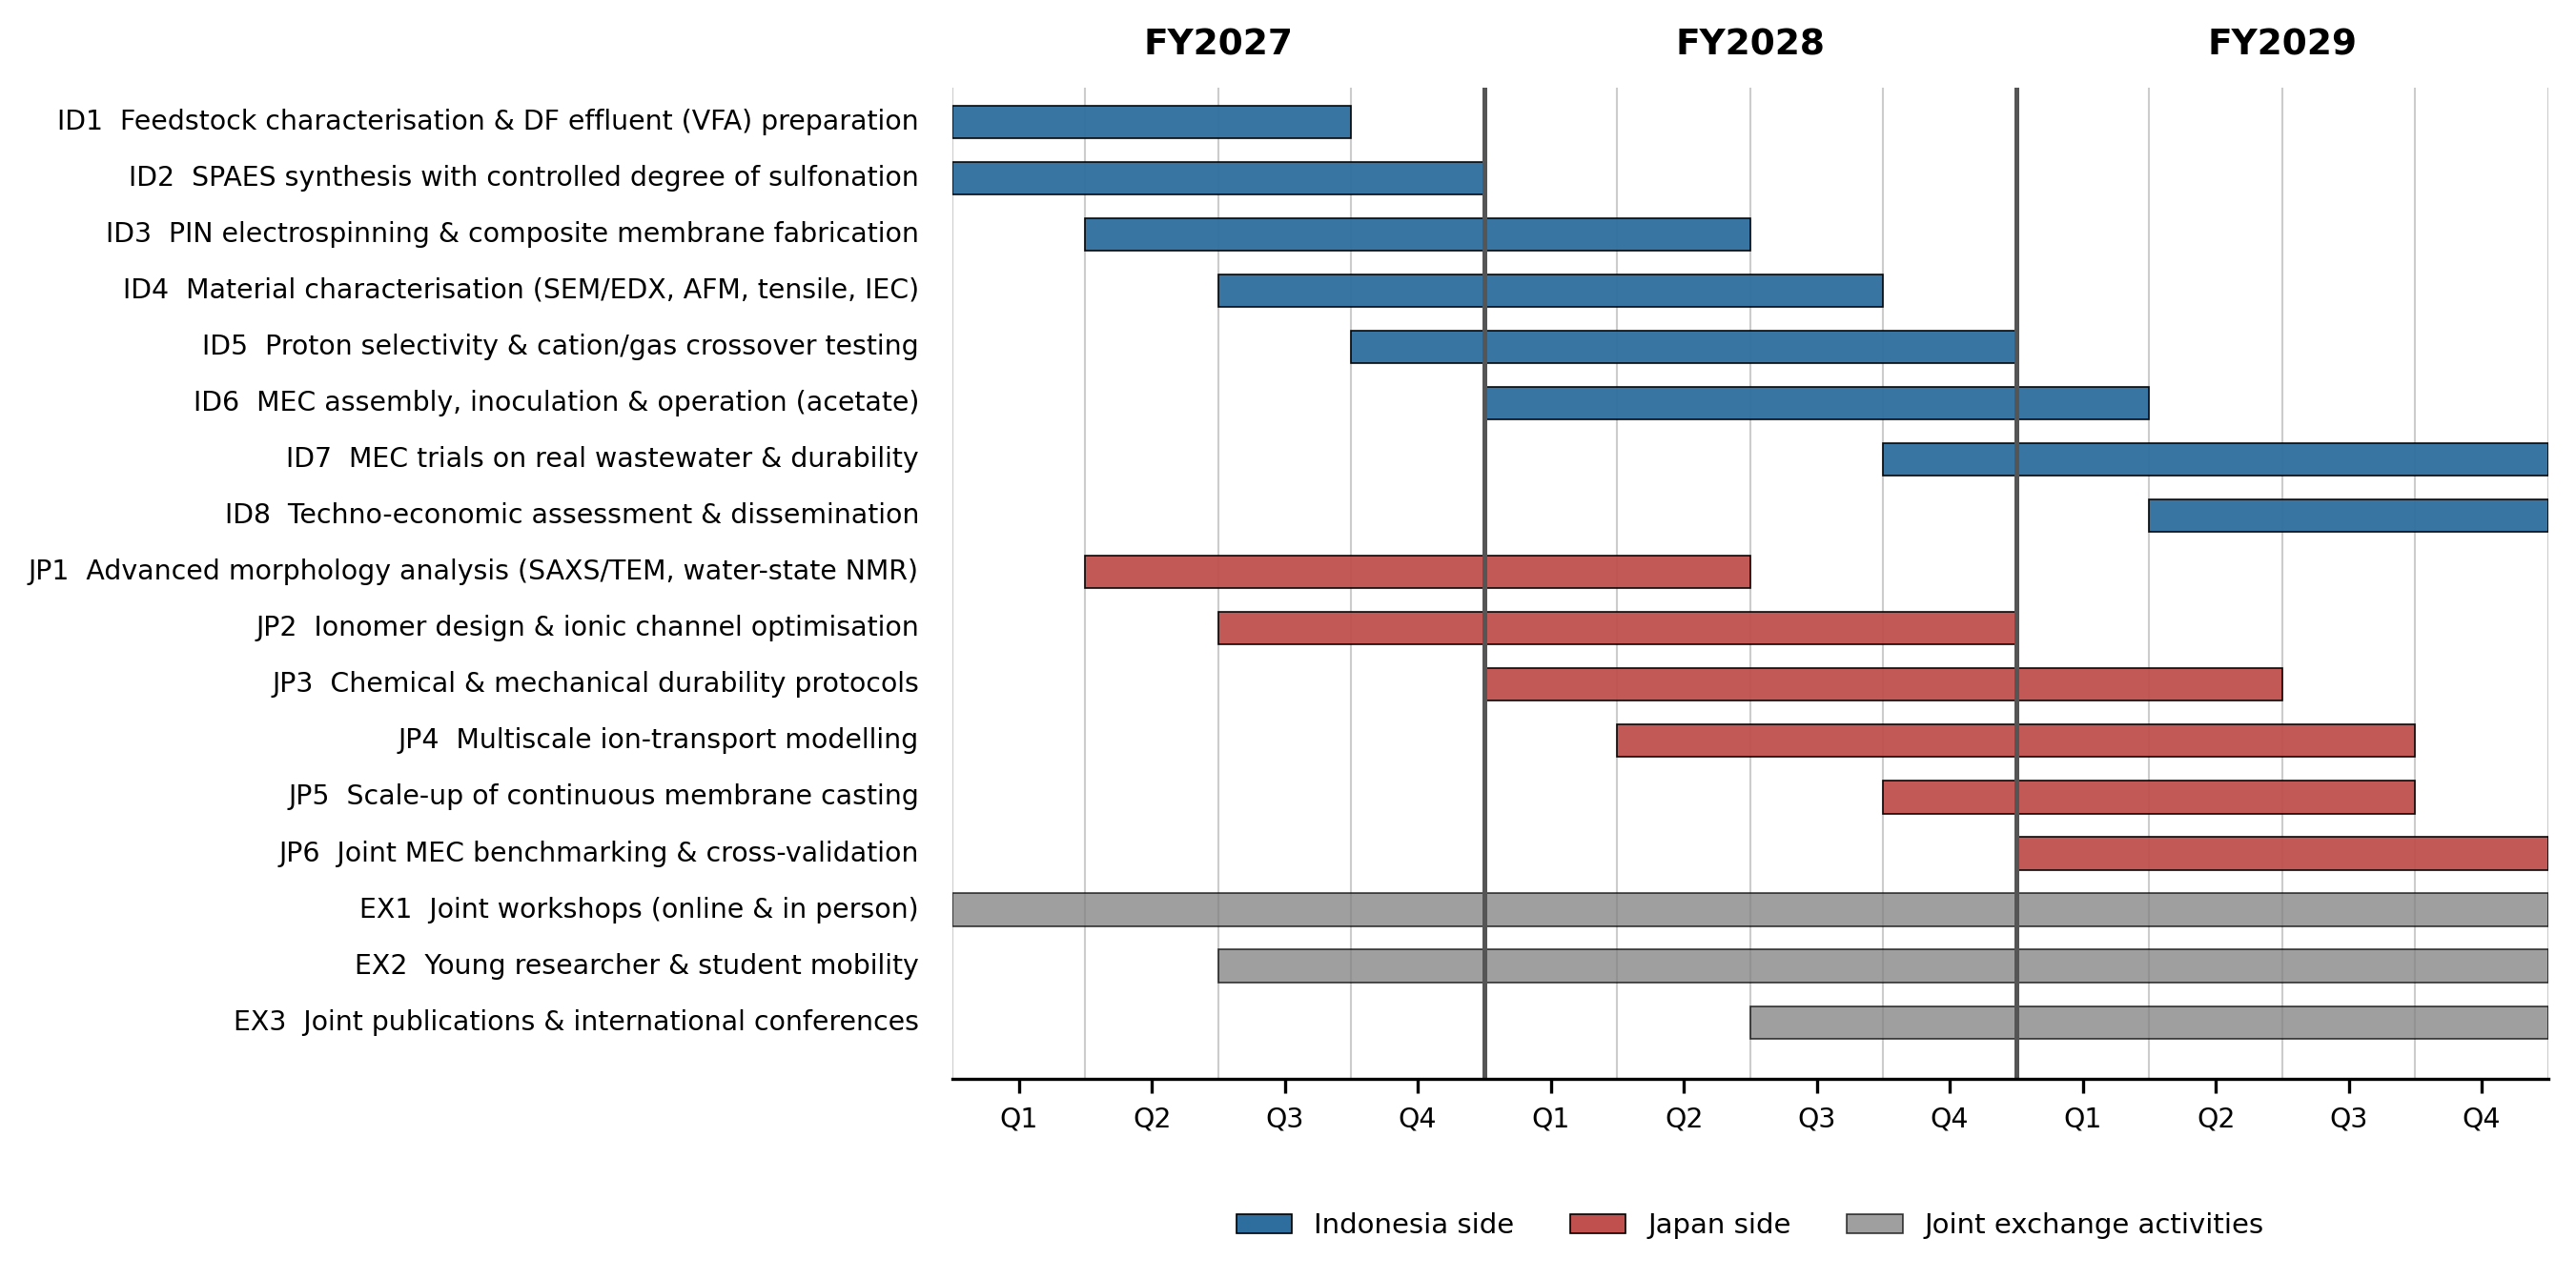 FY2027 FY2028 FY2029
ID1 Feedstock characterisation & DF effluent (VFA) preparation
ID2 SPAES synthesis with controlled degree of sulfonation
ID3 PIN electrospinning & composite membrane fabrication
ID4 Material characterisation (SEM/EDX, AFM, tensile, IEC)
ID5 Proton selectivity & cation/gas crossover testing
ID6 MEC assembly, inoculation & operation (acetate)
ID7 MEC trials on real wastewater & durability
ID8 Techno-economic assessment & dissemination
JP1 Advanced morphology analysis (SAXS/TEM, water-state NMR)
JP2 Ionomer design & ionic channel optimisation
JP3 Chemical & mechanical durability protocols
JP4 Multiscale ion-transport modelling
JP5 Scale-up of continuous membrane casting
JP6 Joint MEC benchmarking & cross-validation
EX1 Joint workshops (online & in person)
EX2 Young researcher & student mobility
EX3 Joint publications & international conferences
Q1 Q2 Q3 Q4 Q1 Q2 Q3 Q4 Q1 Q2 Q3 Q4
Indonesia side Japan side Joint exchange activities